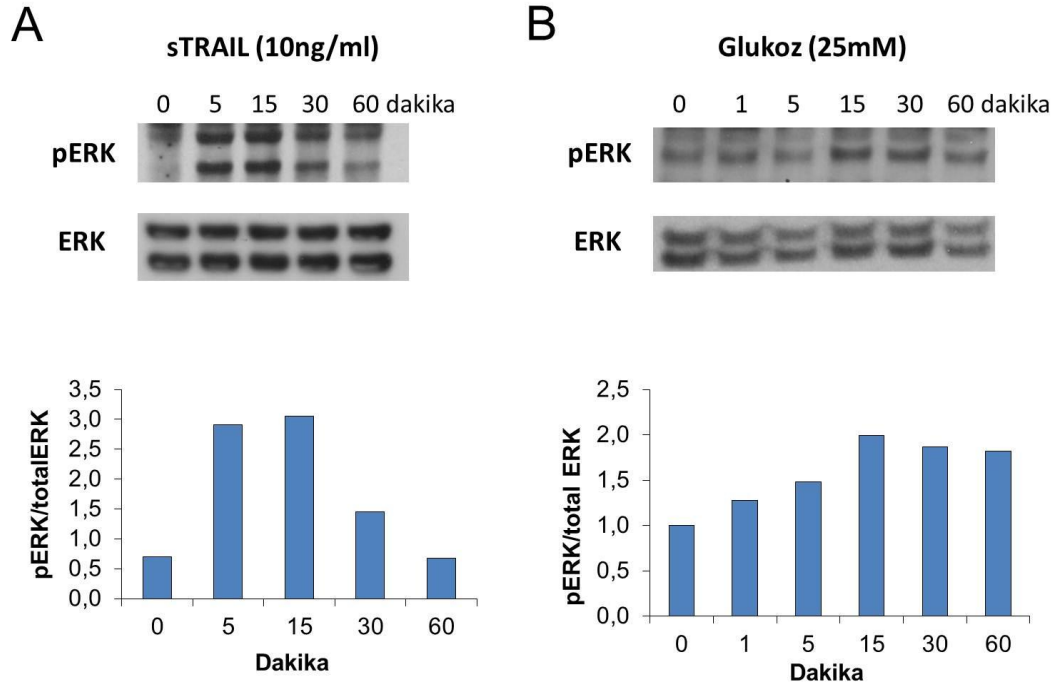 A
sTRAIL (10ng/ml)
0 5 15 30 60 dakika
pERK
ERK
3,5
3,0
2,5
2,0
1,5
1,0
0,5
0,0
pERK/totalERK
0 5 15 30 60
Dakika
B
Glukoz (25mM)
0 1 5 15 30 60 dakika
pERK
ERK
2,5
2,0
1,5
1,0
0,5
0,0
pERK/total ERK
0 1 5 15 30 60
Dakika